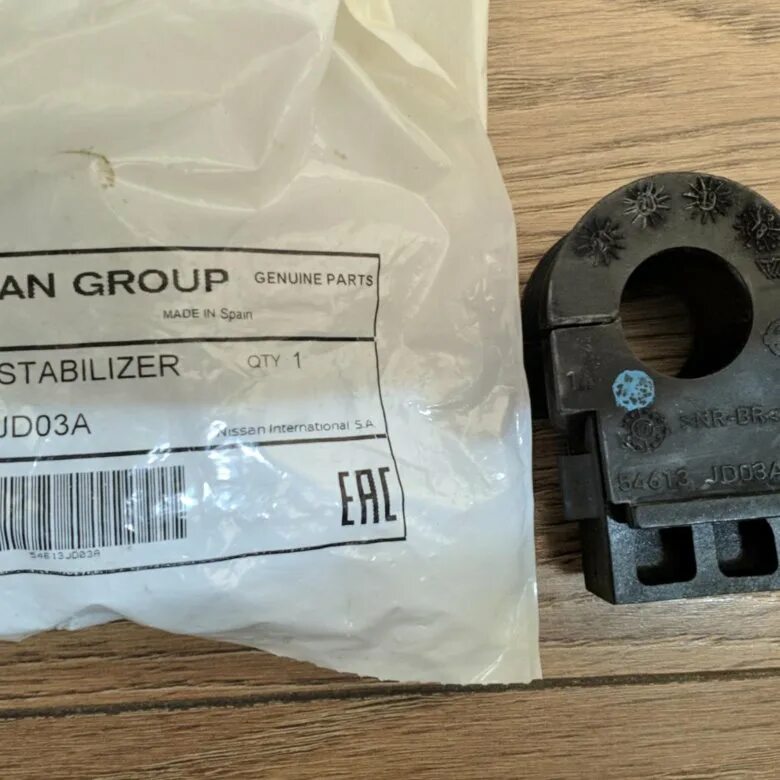 AN GROUP GENUINE PARTS
MADE IN Spain
STABILIZER QTY 1
JD03A Nissan International S.A.
54613JD03A
EAC
>NR-BR<
54613 JD03A